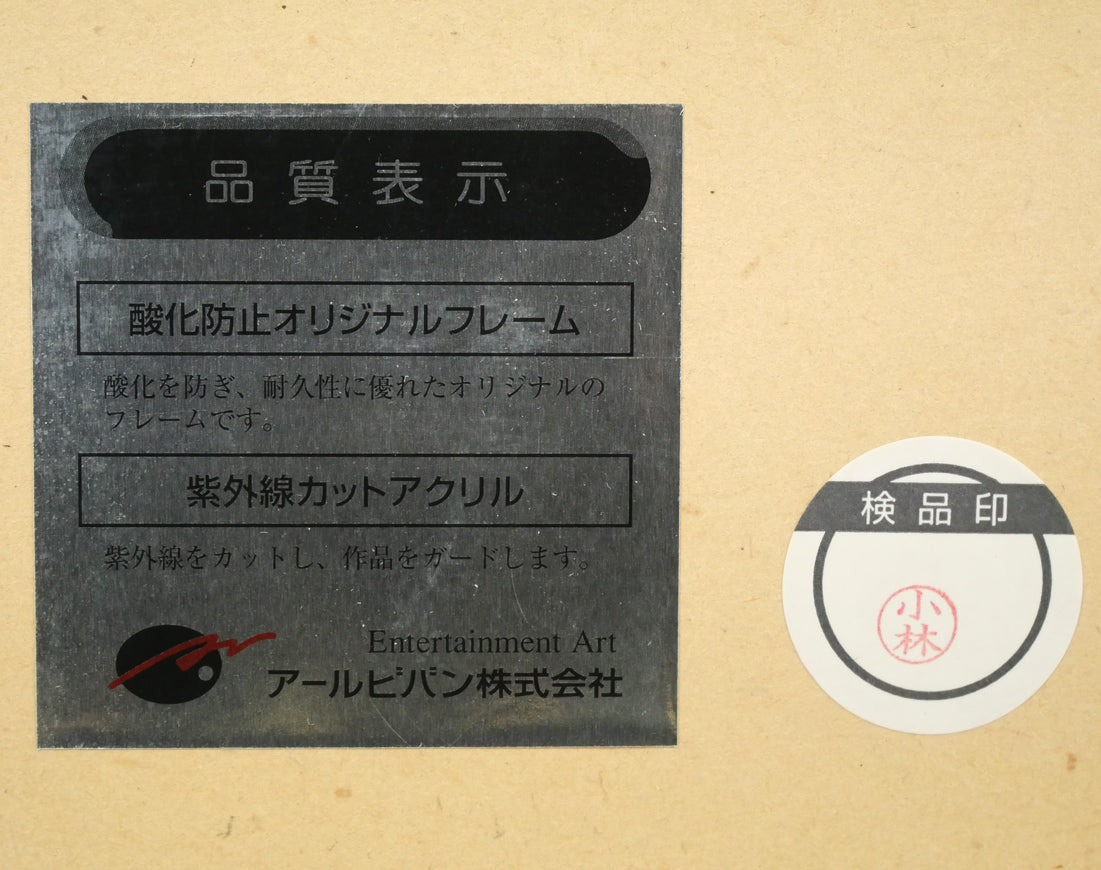 品質表示
酸化防止オリジナルフレーム
酸化を防ぎ、耐久性に優れたオリジナルの
フレームです。
紫外線カットアクリル
紫外線をカットし、作品をガードします。
Entertainment Art
アールビバン株式会社
検品印
小林